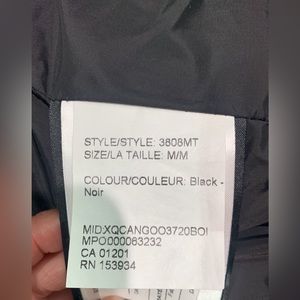 STYLE/STYLE: 3808MT
SIZE/LA TAILLE: M/M
COLOUR/COULEUR: Black -
Noir
MID:XQCANGOO3720BOI
MPO000063232
CA 01201
RN 153934